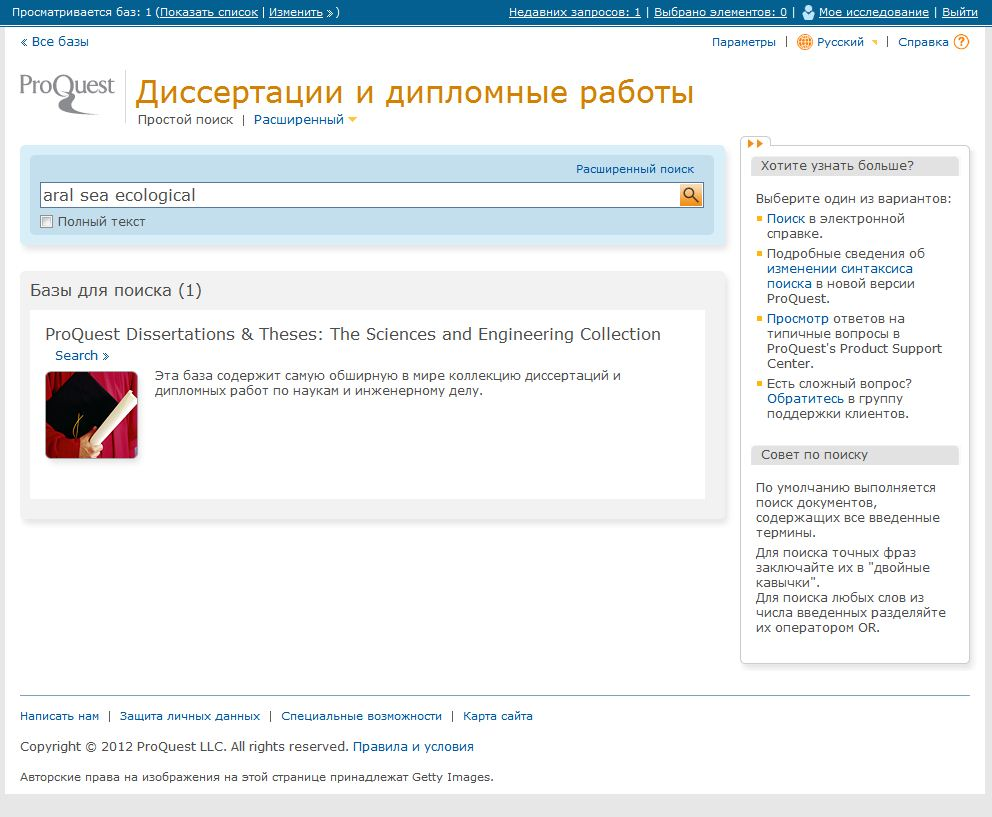 Просматривается баз: 1 (Показать список | Изменить »)
Недавних запросов: 1 | Выбрано элементов: 0 | Мое исследование | Выйти
« Все базы
Параметры | Русский | Справка ?
ProQuest
Диссертации и дипломные работы
Простой поиск | Расширенный
Расширенный поиск
aral sea ecological
Полный текст
Базы для поиска (1)
ProQuest Dissertations & Theses: The Sciences and Engineering Collection
Search »
Эта база содержит самую обширную в мире коллекцию диссертаций и
дипломных работ по наукам и инженерному делу.
Хотите узнать больше?
Выберите один из вариантов:
Поиск в электронной
справке.
Подробные сведения об
изменении синтаксиса
поиска в новой версии
ProQuest.
Просмотр ответов на
типичные вопросы в
ProQuest's Product Support
Center.
Есть сложный вопрос?
Обратитесь в группу
поддержки клиентов.
Совет по поиску
По умолчанию выполняется
поиск документов,
содержащих все введенные
термины.
Для поиска точных фраз
заключайте их в "двойные
кавычки".
Для поиска любых слов из
числа введенных разделяйте
их оператором OR.
Написать нам | Защита личных данных | Специальные возможности | Карта сайта
Copyright © 2012 ProQuest LLC. All rights reserved. Правила и условия
Авторские права на изображения на этой странице принадлежат Getty Images.